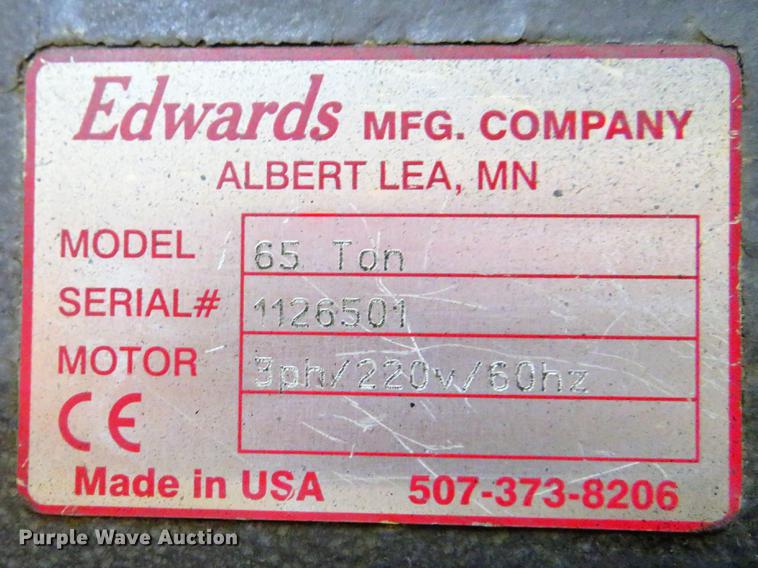 Edwards MFG. COMPANY
ALBERT LEA, MN
MODEL 65 Ton
SERIAL# 1126501
MOTOR 3ph/220v/60hz
CE
Made in USA 507-373-8206
Purple Wave Auction